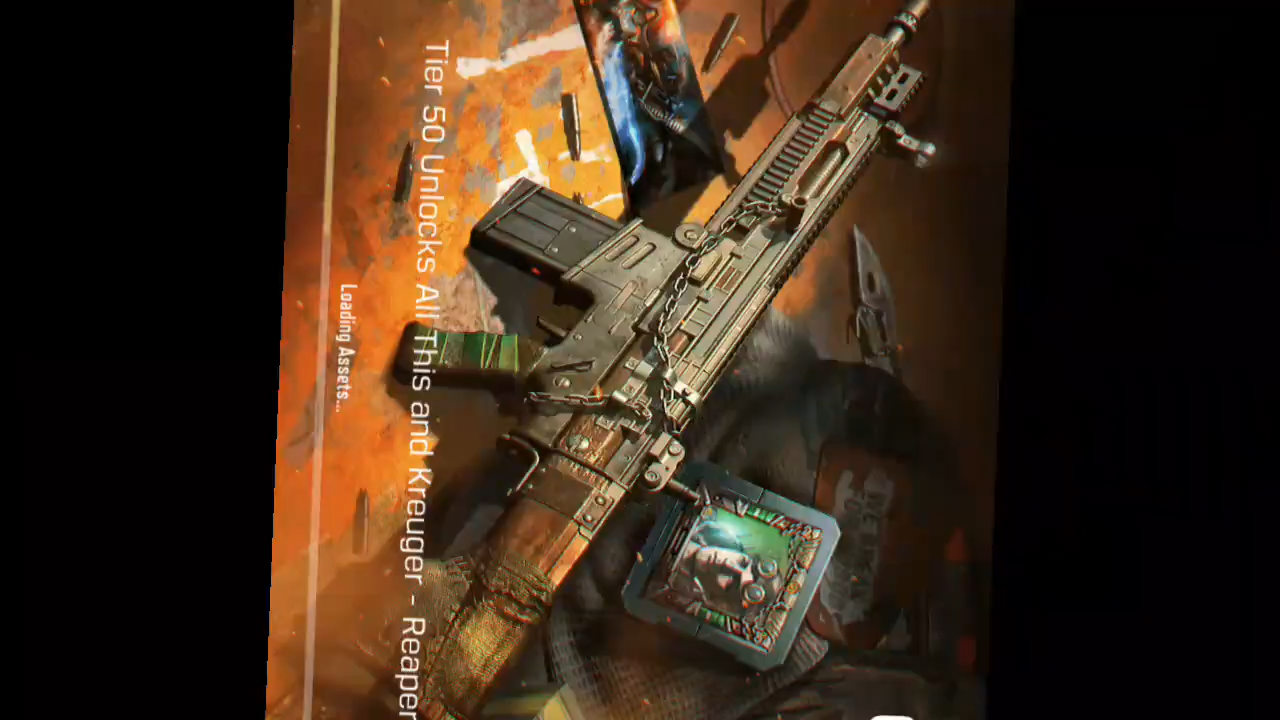 Tier 50 Unlocks All This and Kreuger - Reaper
Loading Assets...